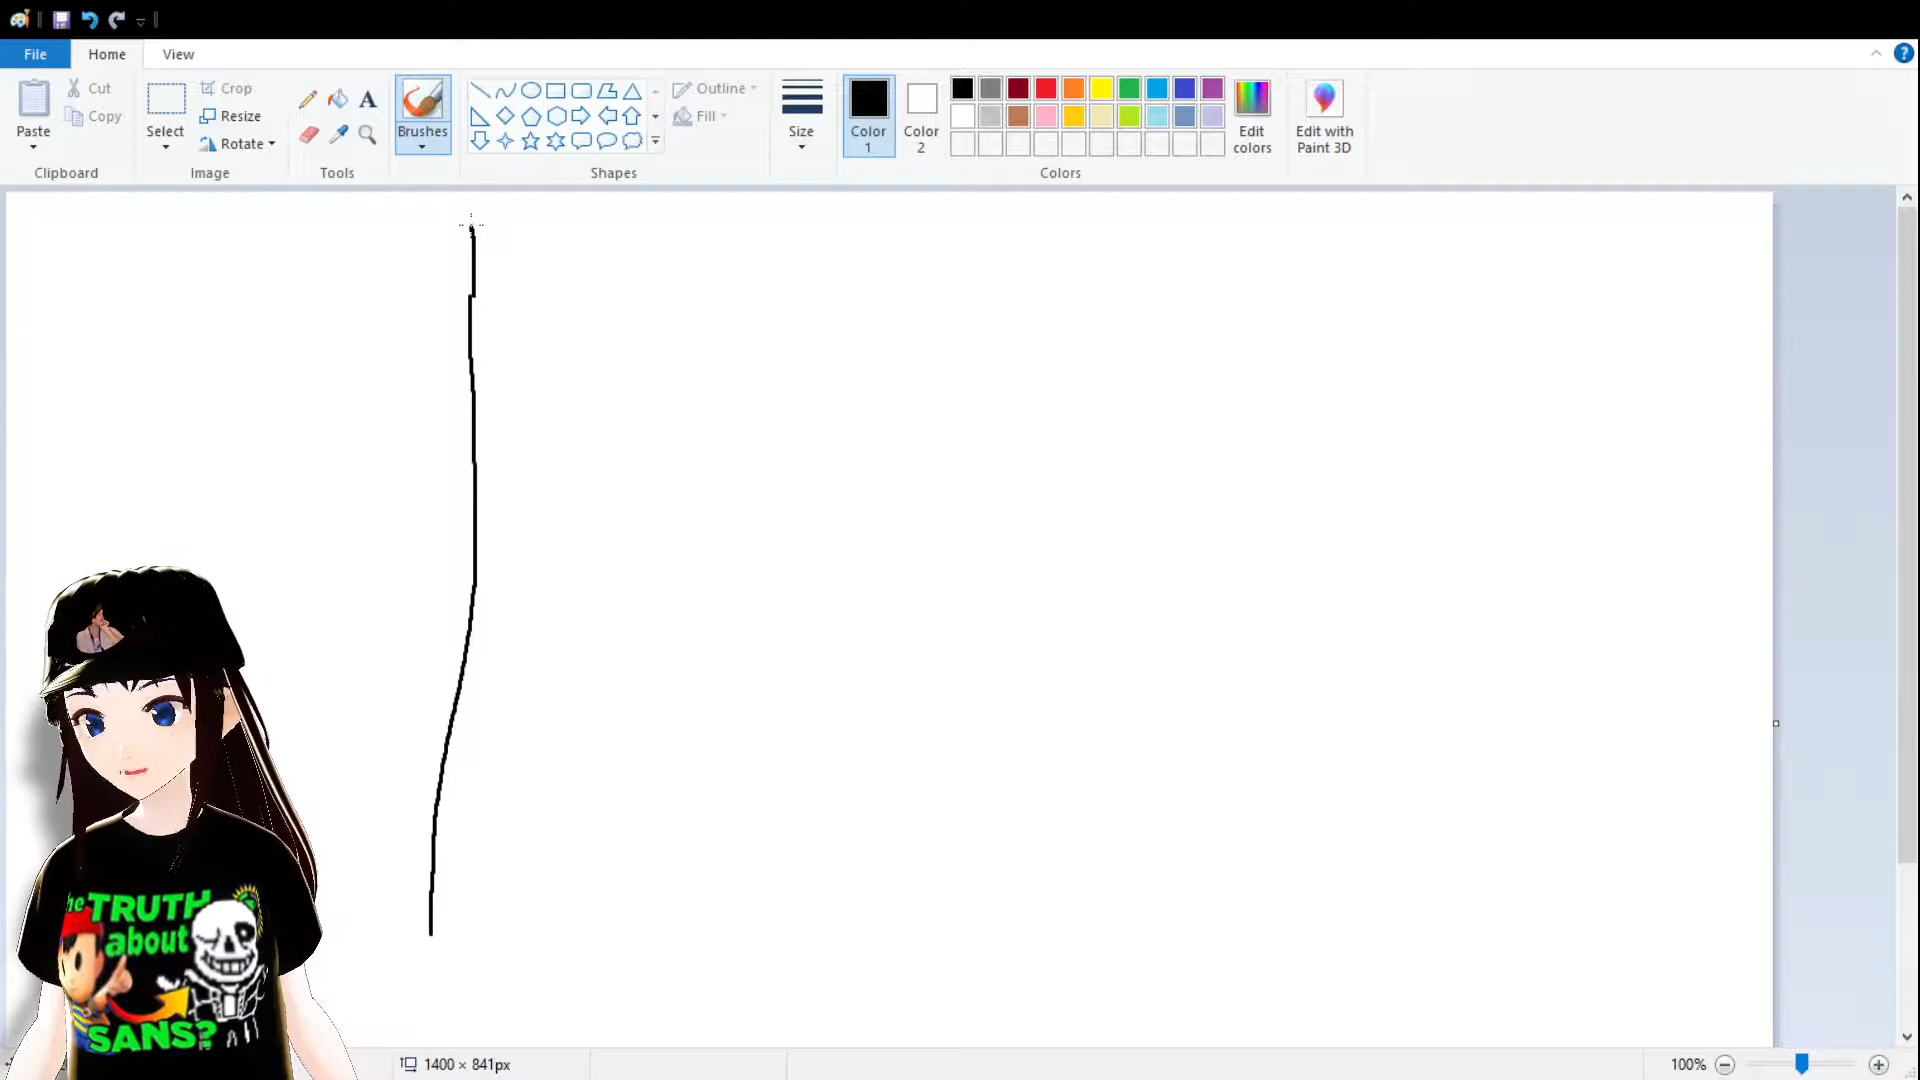 File
Home
View
Paste
Cut
Copy
Clipboard
Select
Crop
Resize
Rotate
Image
A
Tools
Brushes
Shapes
Outline
Fill
Size
Color
1
Color
2
Edit
colors
Edit with
Paint 3D
Colors
?
he TRUTH
about
SANS?
1400 × 841px
100%